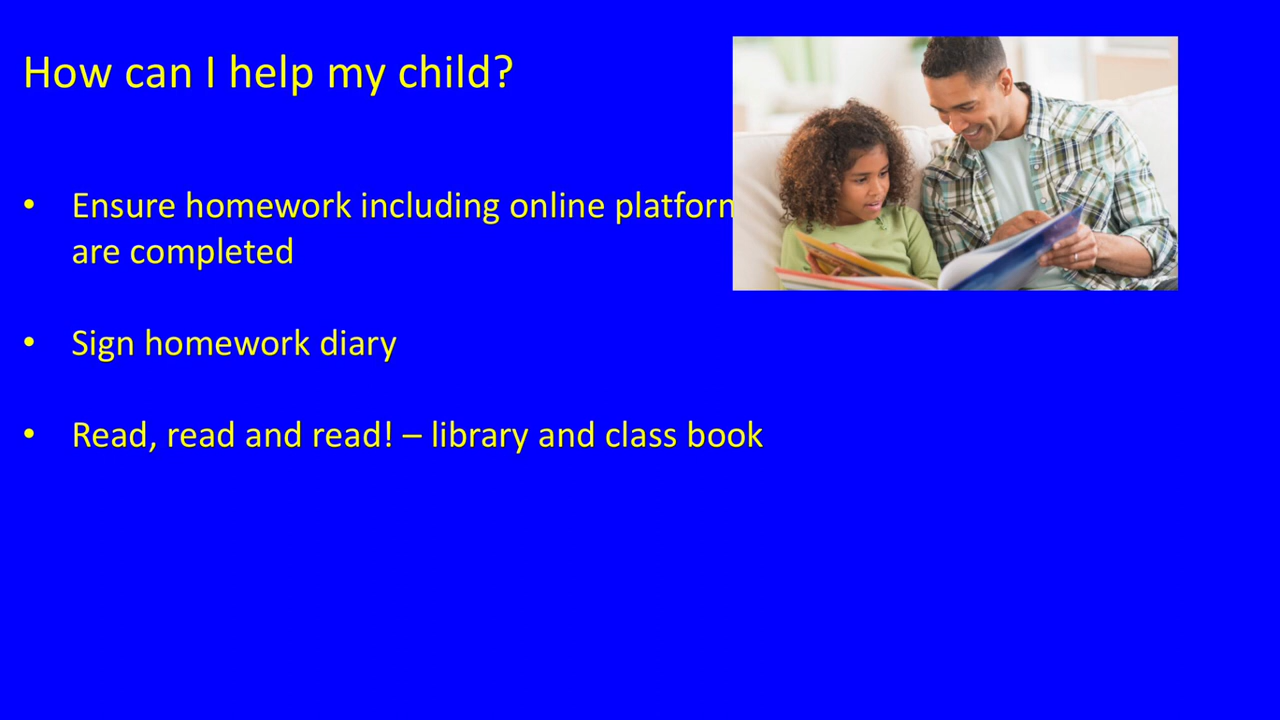 How can I help my child?
• Ensure homework including online platforn
are completed
• Sign homework diary
• Read, read and read! – library and class book